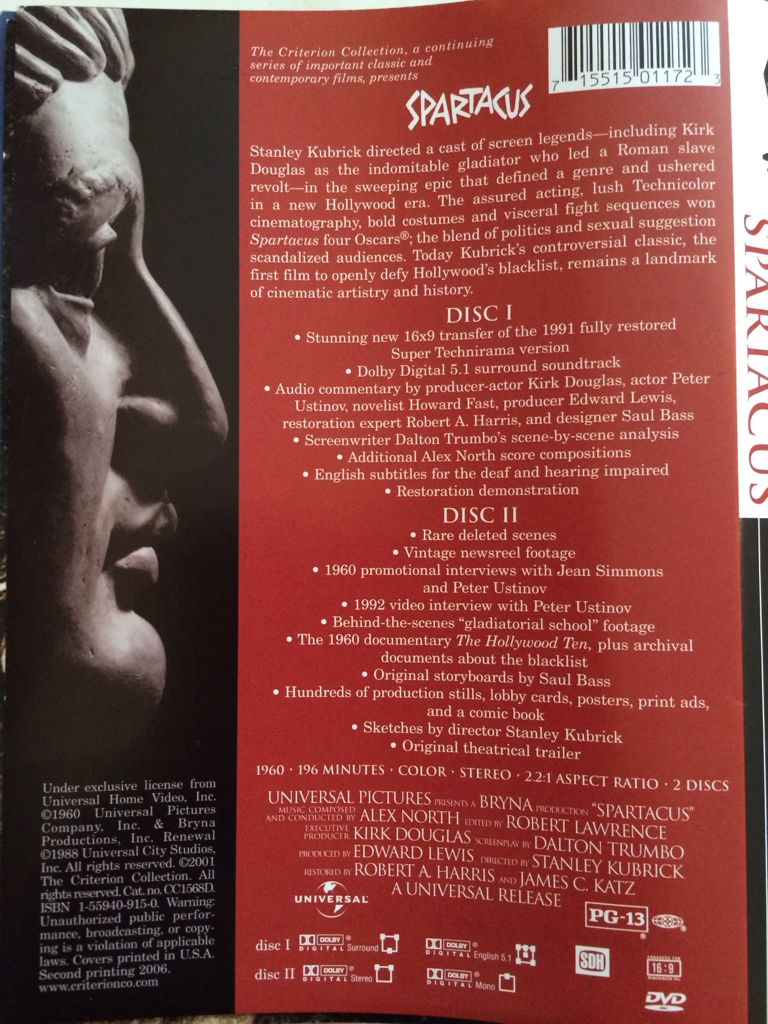 The Criterion Collection, a continuing
series of important classic and
contemporary films, presents
7 15515 01172 3
SPARTACUS
Stanley Kubrick directed a cast of screen legends—including Kirk
Douglas as the indomitable gladiator who led a Roman slave
revolt—in the sweeping epic that defined a genre and ushered
in a new Hollywood era. The assured acting, lush Technicolor
cinematography, bold costumes and visceral fight sequences won
Spartacus four Oscars®; the blend of politics and sexual suggestion
scandalized audiences. Today Kubrick's controversial classic, the
first film to openly defy Hollywood's blacklist, remains a landmark
of cinematic artistry and history.
DISC I
• Stunning new 16x9 transfer of the 1991 fully restored
Super Technirama version
• Dolby Digital 5.1 surround soundtrack
• Audio commentary by producer-actor Kirk Douglas, actor Peter
Ustinov, novelist Howard Fast, producer Edward Lewis,
restoration expert Robert A. Harris, and designer Saul Bass
• Screenwriter Dalton Trumbo's scene-by-scene analysis
• Additional Alex North score compositions
• English subtitles for the deaf and hearing impaired
• Restoration demonstration
DISC II
• Rare deleted scenes
• Vintage newsreel footage
• 1960 promotional interviews with Jean Simmons
and Peter Ustinov
• 1992 video interview with Peter Ustinov
• Behind-the-scenes "gladiatorial school" footage
• The 1960 documentary The Hollywood Ten, plus archival
documents about the blacklist
• Original storyboards by Saul Bass
• Hundreds of production stills, lobby cards, posters, print ads,
and a comic book
• Sketches by director Stanley Kubrick
• Original theatrical trailer
1960 · 196 MINUTES · COLOR · STEREO · 2.2:1 ASPECT RATIO · 2 DISCS
UNIVERSAL PICTURES PRESENTS A BRYNA PRODUCTION "SPARTACUS"
MUSIC COMPOSED AND CONDUCTED BY ALEX NORTH EDITED BY ROBERT LAWRENCE
EXECUTIVE PRODUCER KIRK DOUGLAS SCREENPLAY BY DALTON TRUMBO
PRODUCED BY EDWARD LEWIS DIRECTED BY STANLEY KUBRICK
RESTORED BY ROBERT A. HARRIS AND JAMES C. KATZ
A UNIVERSAL RELEASE
UNIVERSAL
PG-13
disc I DOLBY DIGITAL ® Surround DOLBY DIGITAL ® English 5.1
SDH
16:9
disc II DOLBY DIGITAL ® Stereo DOLBY DIGITAL ® Mono
DVD
Under exclusive license from
Universal Home Video, Inc.
©1960 Universal Pictures
Company, Inc. & Bryna
Productions, Inc. Renewal
©1988 Universal City Studios,
Inc. All rights reserved. ©2001
The Criterion Collection. All
rights reserved. Cat. no. CC1568D.
ISBN 1-55940-915-0. Warning:
Unauthorized public perfor-
mance, broadcasting, or copy-
ing is a violation of applicable
laws. Covers printed in U.S.A.
Second printing 2006.
www.criterionco.com
SPARTACUS